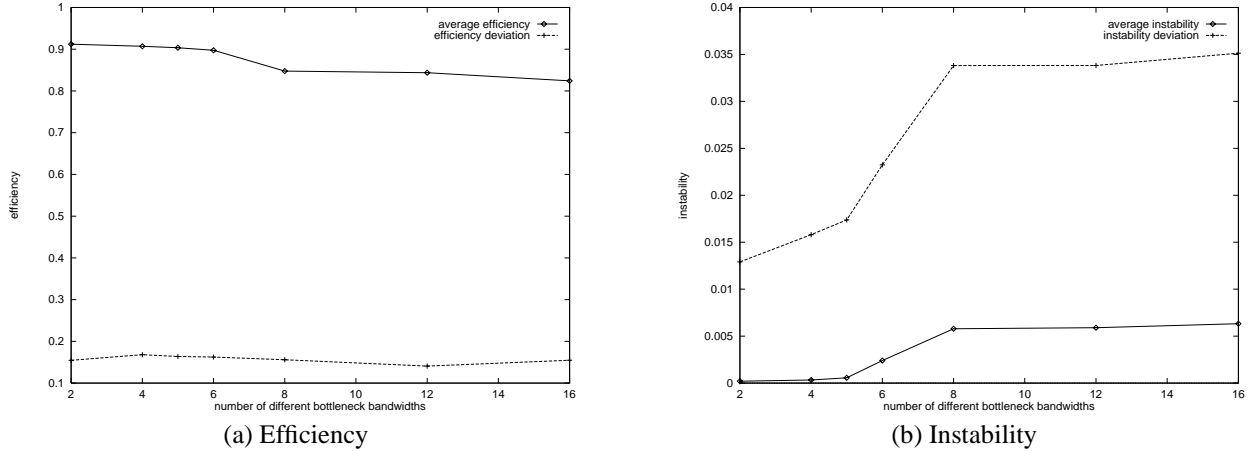 1
0.9
0.8
0.7
0.6
0.5
0.4
0.3
0.2
0.1
efficiency
average efficiency
efficiency deviation
2 4 6 8 10 12 14 16
number of different bottleneck bandwidths
(a) Efficiency
0.04
0.035
0.03
0.025
0.02
0.015
0.01
0.005
0
instability
average instability
instability deviation
2 4 6 8 10 12 14 16
number of different bottleneck bandwidths
(b) Instability